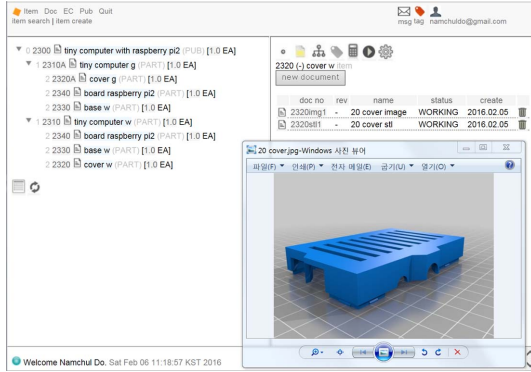 Item Doc EC Pub Quit
item search | item create
msg tag namchuldo@gmail.com
0 2300 tiny computer with raspberry pi2 (PUB) [1.0 EA]
1 2310A tiny computer g (PART) [1.0 EA]
2 2320A cover g (PART) [1.0 EA]
2 2340 board raspberry pi2 (PART) [1.0 EA]
2 2330 base w (PART) [1.0 EA]
1 2310 tiny computer w (PART) [1.0 EA]
2 2340 board raspberry pi2 (PART) [1.0 EA]
2 2330 base w (PART) [1.0 EA]
2 2320 cover w (PART) [1.0 EA]
2320 (-) cover w item
new document
doc no rev name status create
2320img1 - 20 cover image WORKING 2016.02.05
2320stl1 - 20 cover stl WORKING 2016.02.05
20 cover.jpg-Windows 사진 뷰어
파일(F) 인쇄(P) 전자 메일(E) 굽기(U) 열기(O)
Welcome Namchul Do, Sat Feb 06 11:18:57 KST 2016